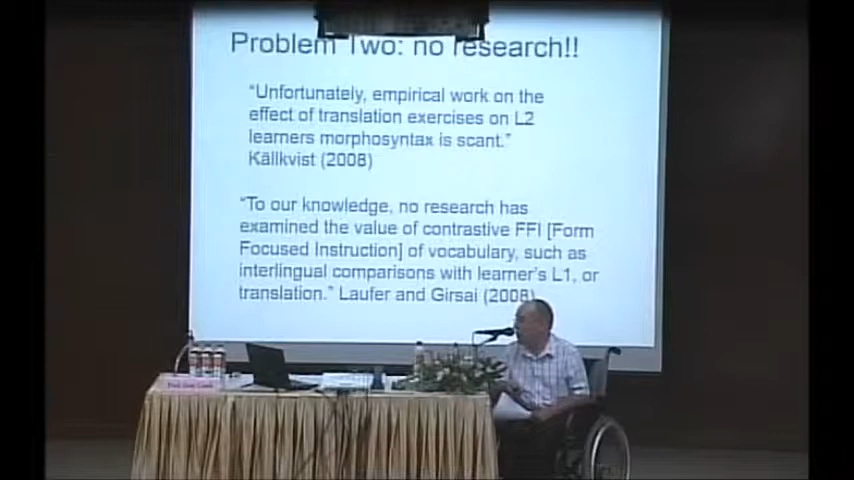 Problem Two: no research!!
"Unfortunately, empirical work on the
effect of translation exercises on L2
learners morphosyntax is scant."
Källkvist (2008)
"To our knowledge, no research has
examined the value of contrastive FFI [Form
Focused Instruction] of vocabulary, such as
interlingual comparisons with learner's L1, or
translation." Laufer and Girsai (2008)